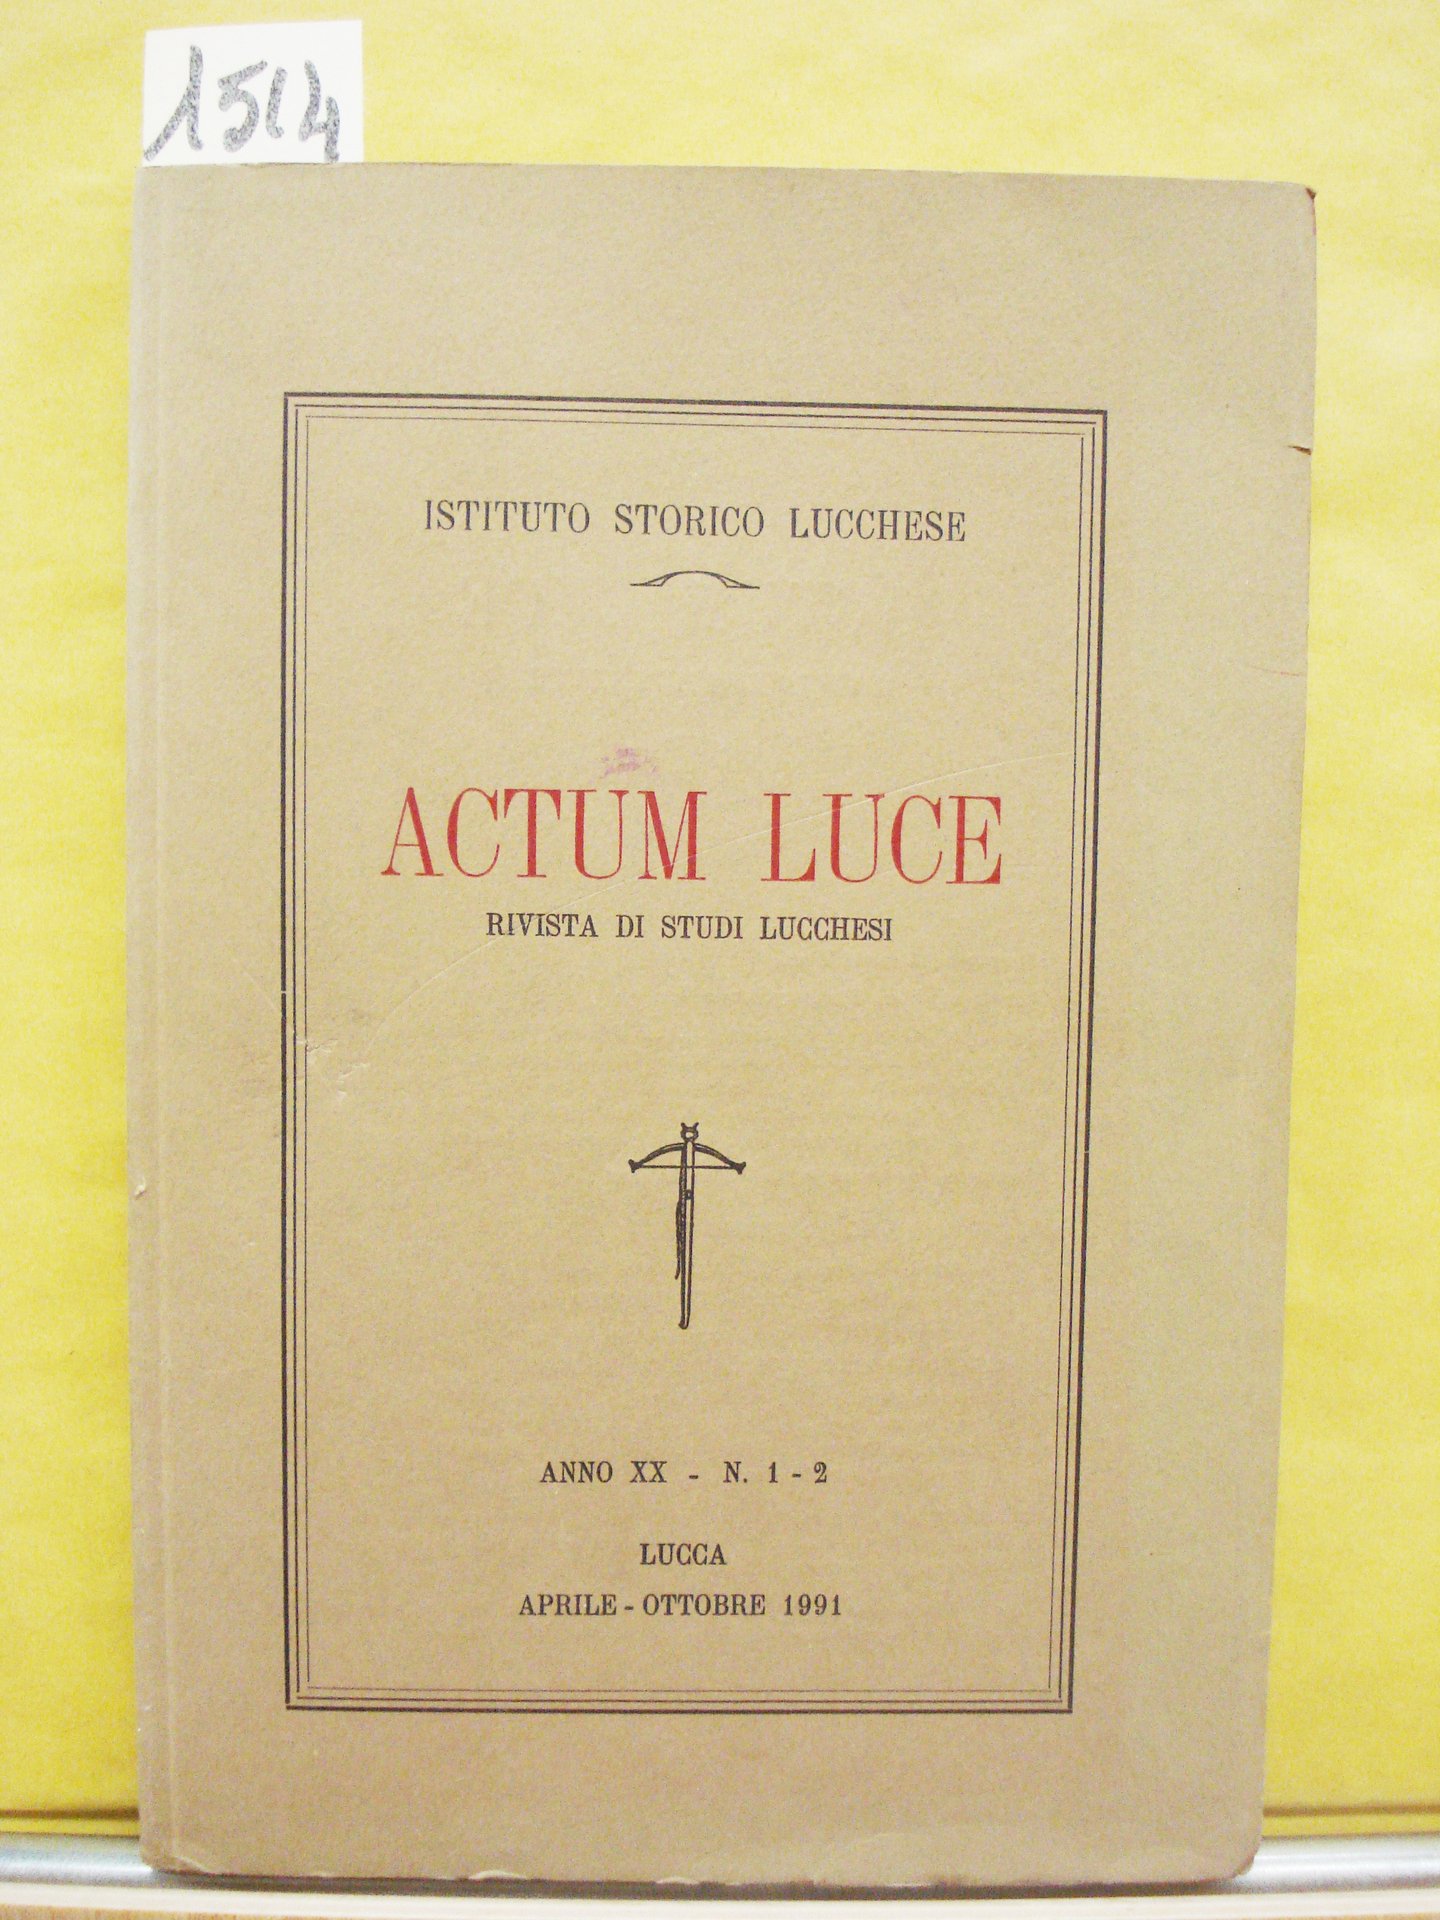 1514
ISTITUTO STORICO LUCCHESE
ACTUM LUCE
RIVISTA DI STUDI LUCCHESI
ANNO XX - N. 1 - 2
LUCCA
APRILE - OTTOBRE 1991